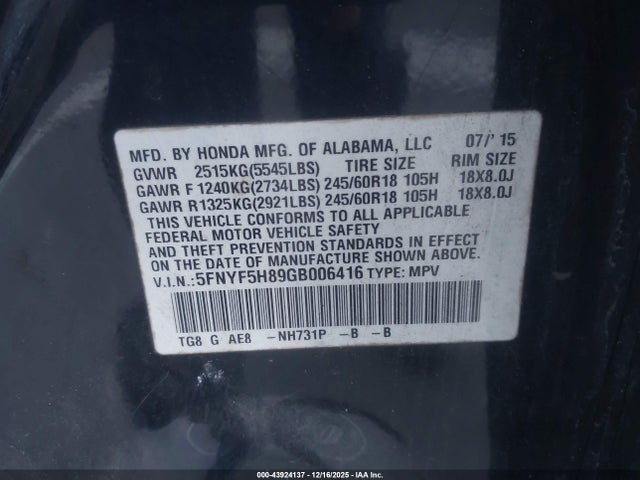 MFD. BY HONDA MFG. OF ALABAMA, LLC 07/'15
GVWR 2515KG(5545LBS) TIRE SIZE RIM SIZE
GAWR F 1240KG(2734LBS) 245/60R18 105H 18X8.0J
GAWR R1325KG(2921LBS) 245/60R18 105H 18X8.0J
THIS VEHICLE CONFORMS TO ALL APPLICABLE
FEDERAL MOTOR VEHICLE SAFETY
AND THEFT PREVENTION STANDARDS IN EFFECT
ON THE DATE OF MANUFACTURE SHOWN ABOVE.
V.I.N.: 5FNYF5H89GB006416 TYPE: MPV
TG8 G AE8 -NH731P -B -B
000-43924137 - 12/16/2025 - IAA Inc.